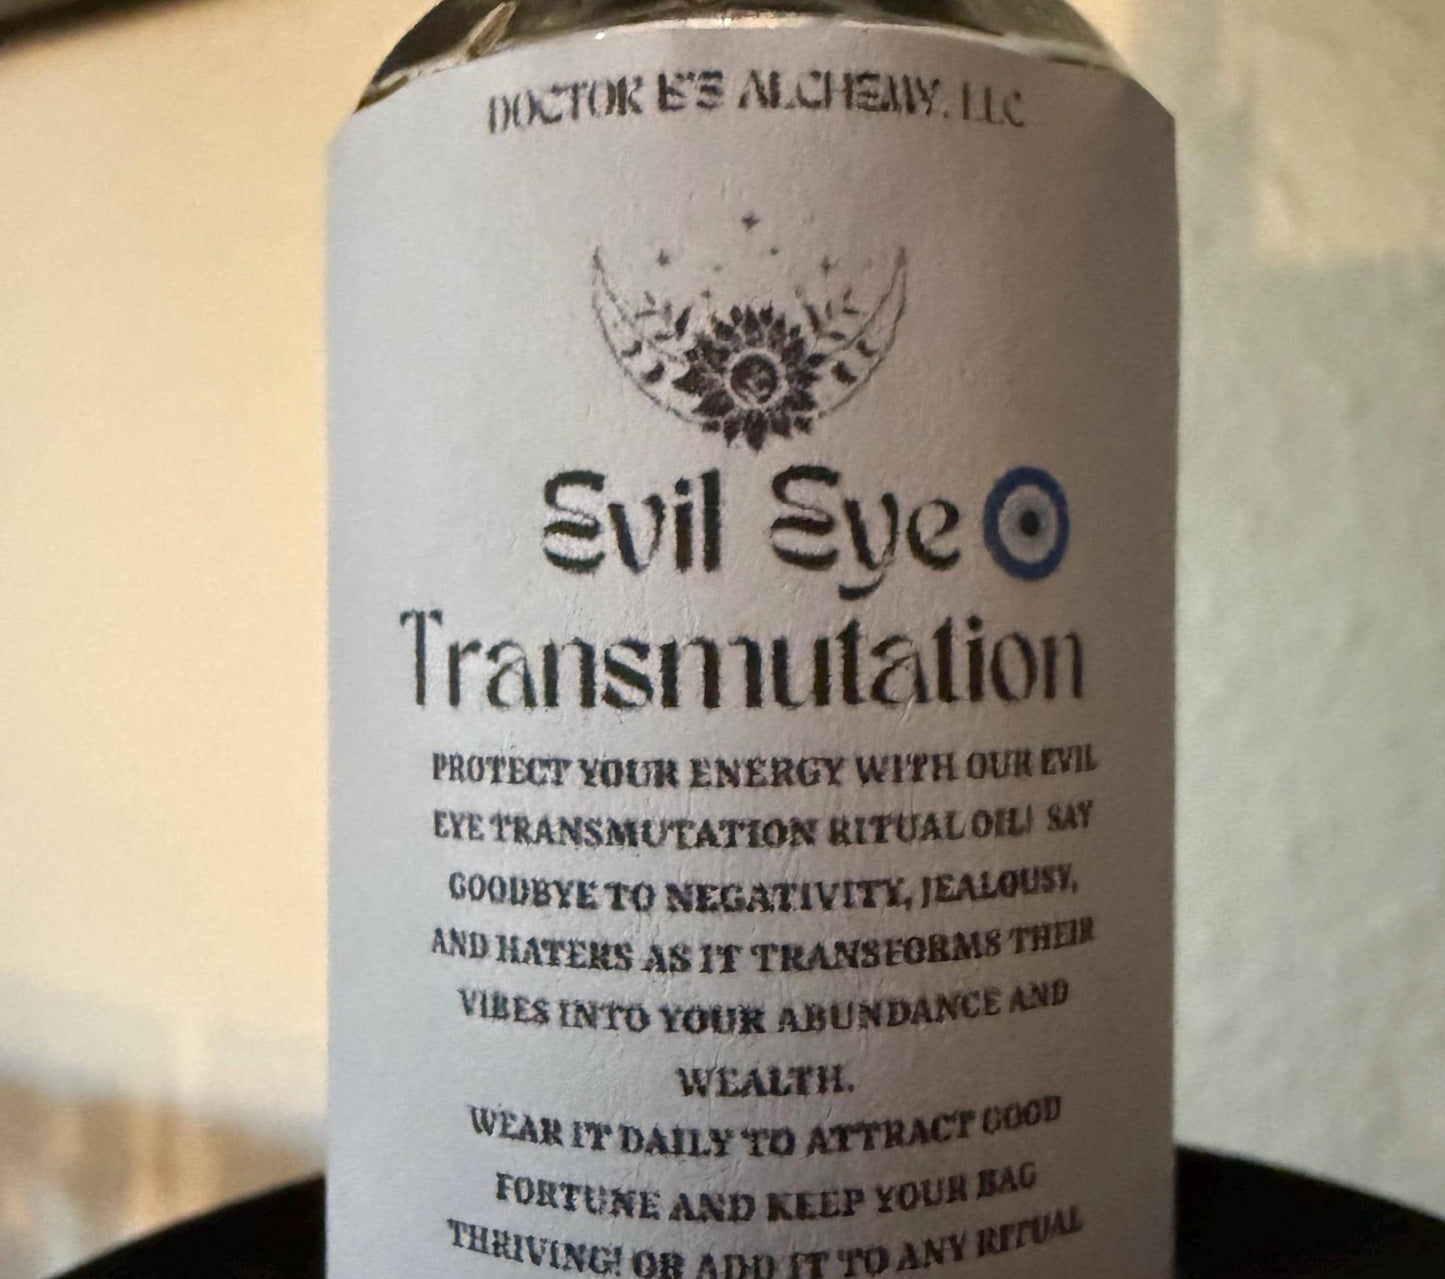 DOCTOR E'S ALCHEMY, LLC
Evil Eye
Transmutation
PROTECT YOUR ENERGY WITH OUR EVIL
EYE TRANSMUTATION RITUAL OIL! SAY
GOODBYE TO NEGATIVITY, JEALOUSY,
AND HATERS AS IT TRANSFORMS THEIR
VIBES INTO YOUR ABUNDANCE AND
WEALTH.
WEAR IT DAILY TO ATTRACT GOOD
FORTUNE AND KEEP YOUR BAG
THRIVING! OR ADD IT TO ANY RITUAL